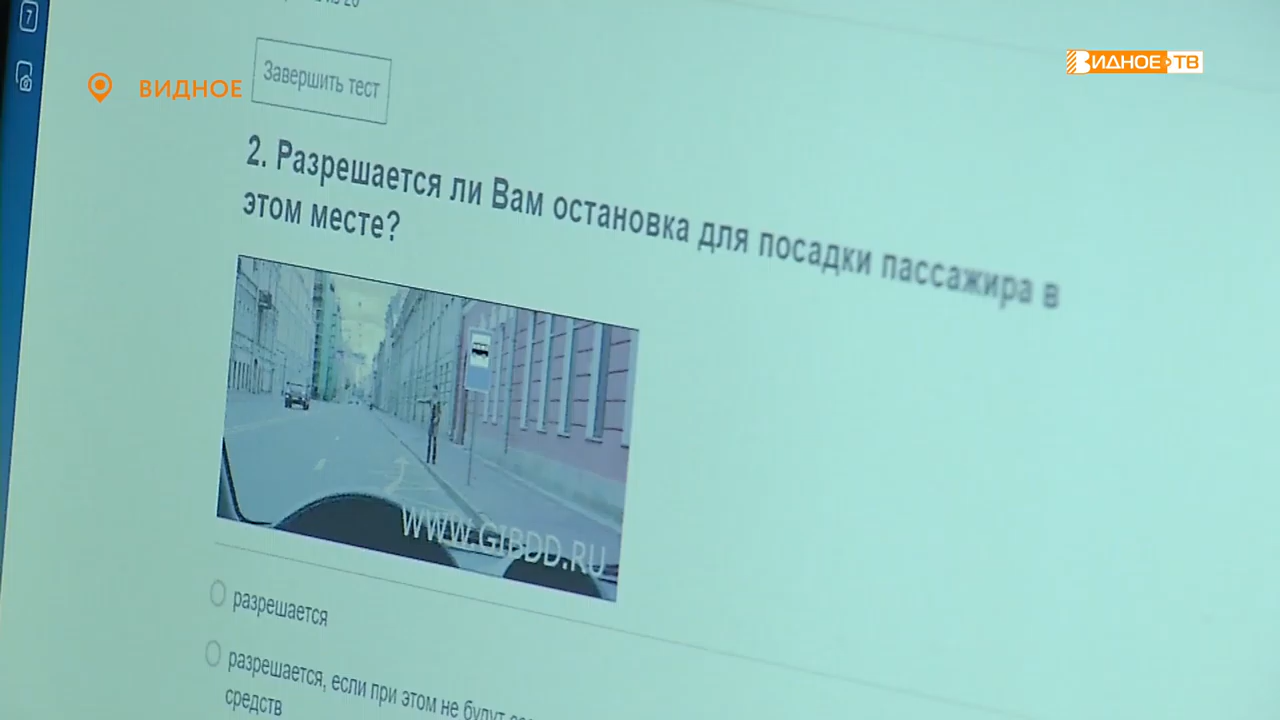 7
ВИДНОЕ
ВИДНОЕ ТВ
Завершить тест
2. Разрешается ли Вам остановка для посадки пассажира в
этом месте?
WWW.GIBDD.RU
разрешается
разрешается, если при этом не будут
средств